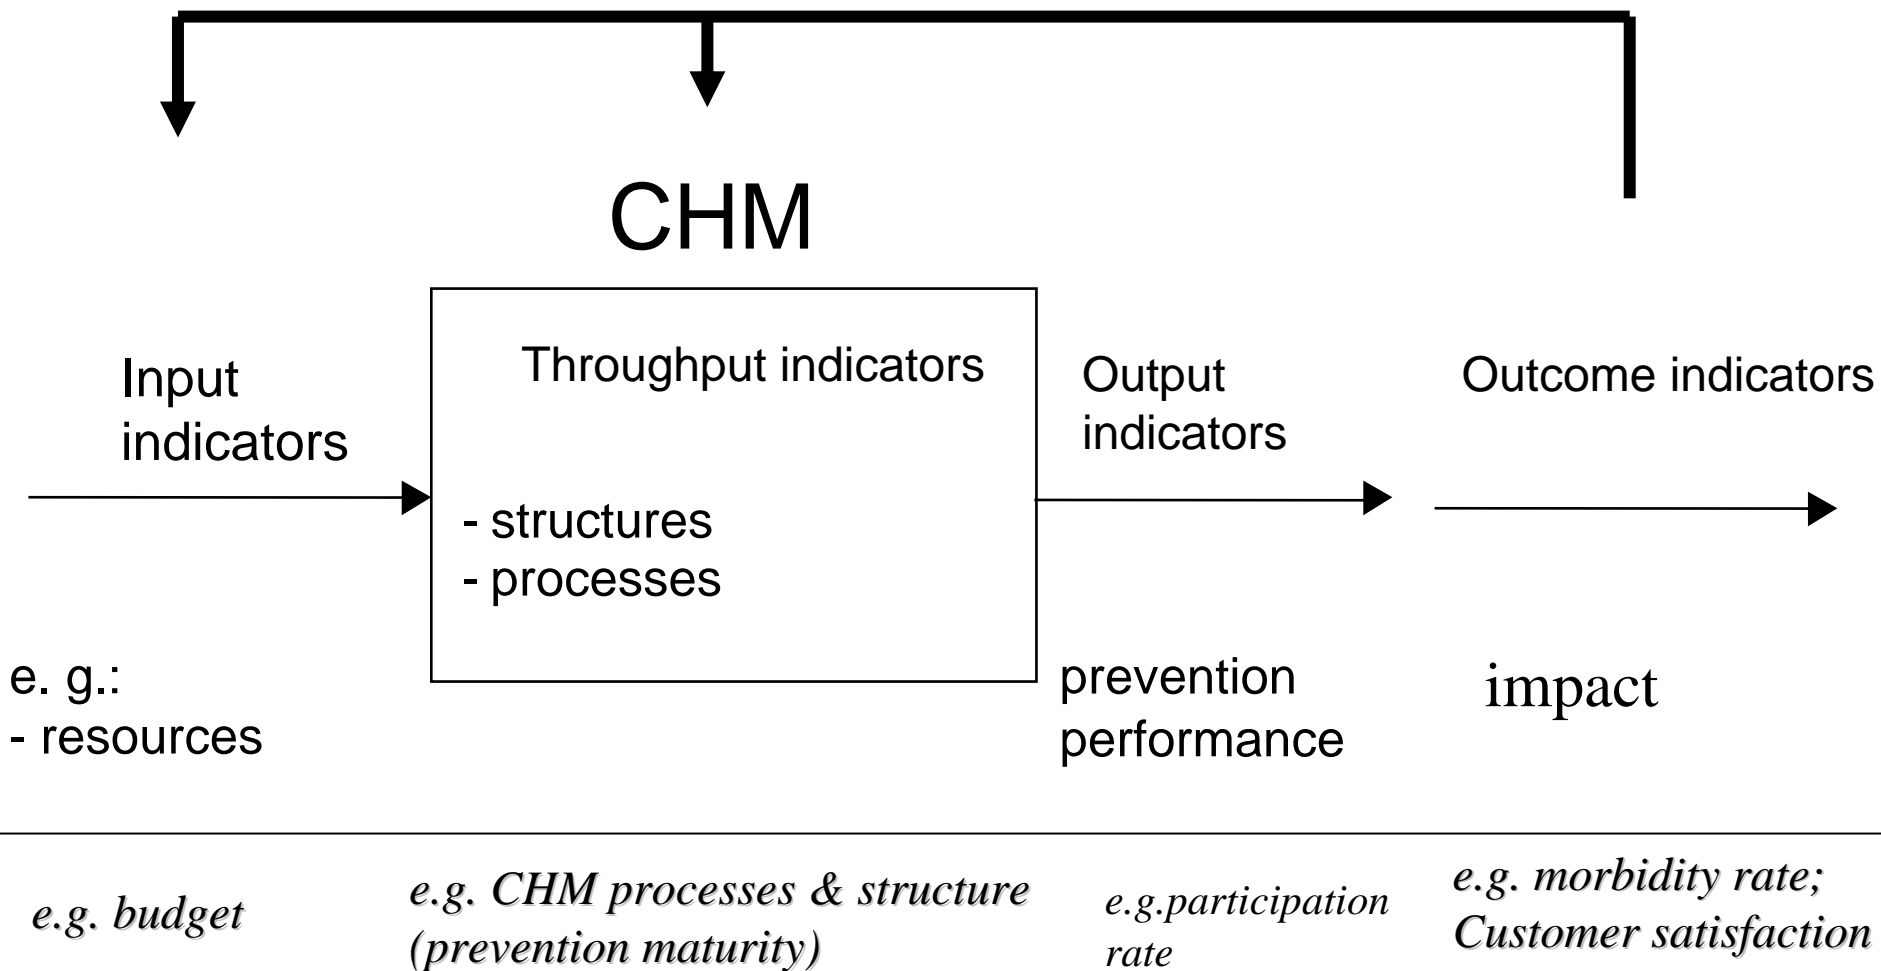 CHM
Input
indicators
Throughput indicators
- structures
- processes
Output
indicators
Outcome indicators
e. g.:
- resources
prevention
performance
impact
e.g. budget
e.g. CHM processes & structure
(prevention maturity)
e.g.participation
rate
e.g. morbidity rate;
Customer satisfaction